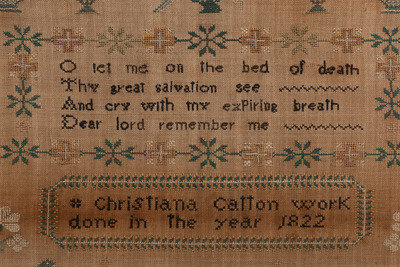 O let me on the bed of death
Thy great salvation see
And cry with my expiring breath
Dear lord remember me
* Christiana Catton work
done in the year 1822